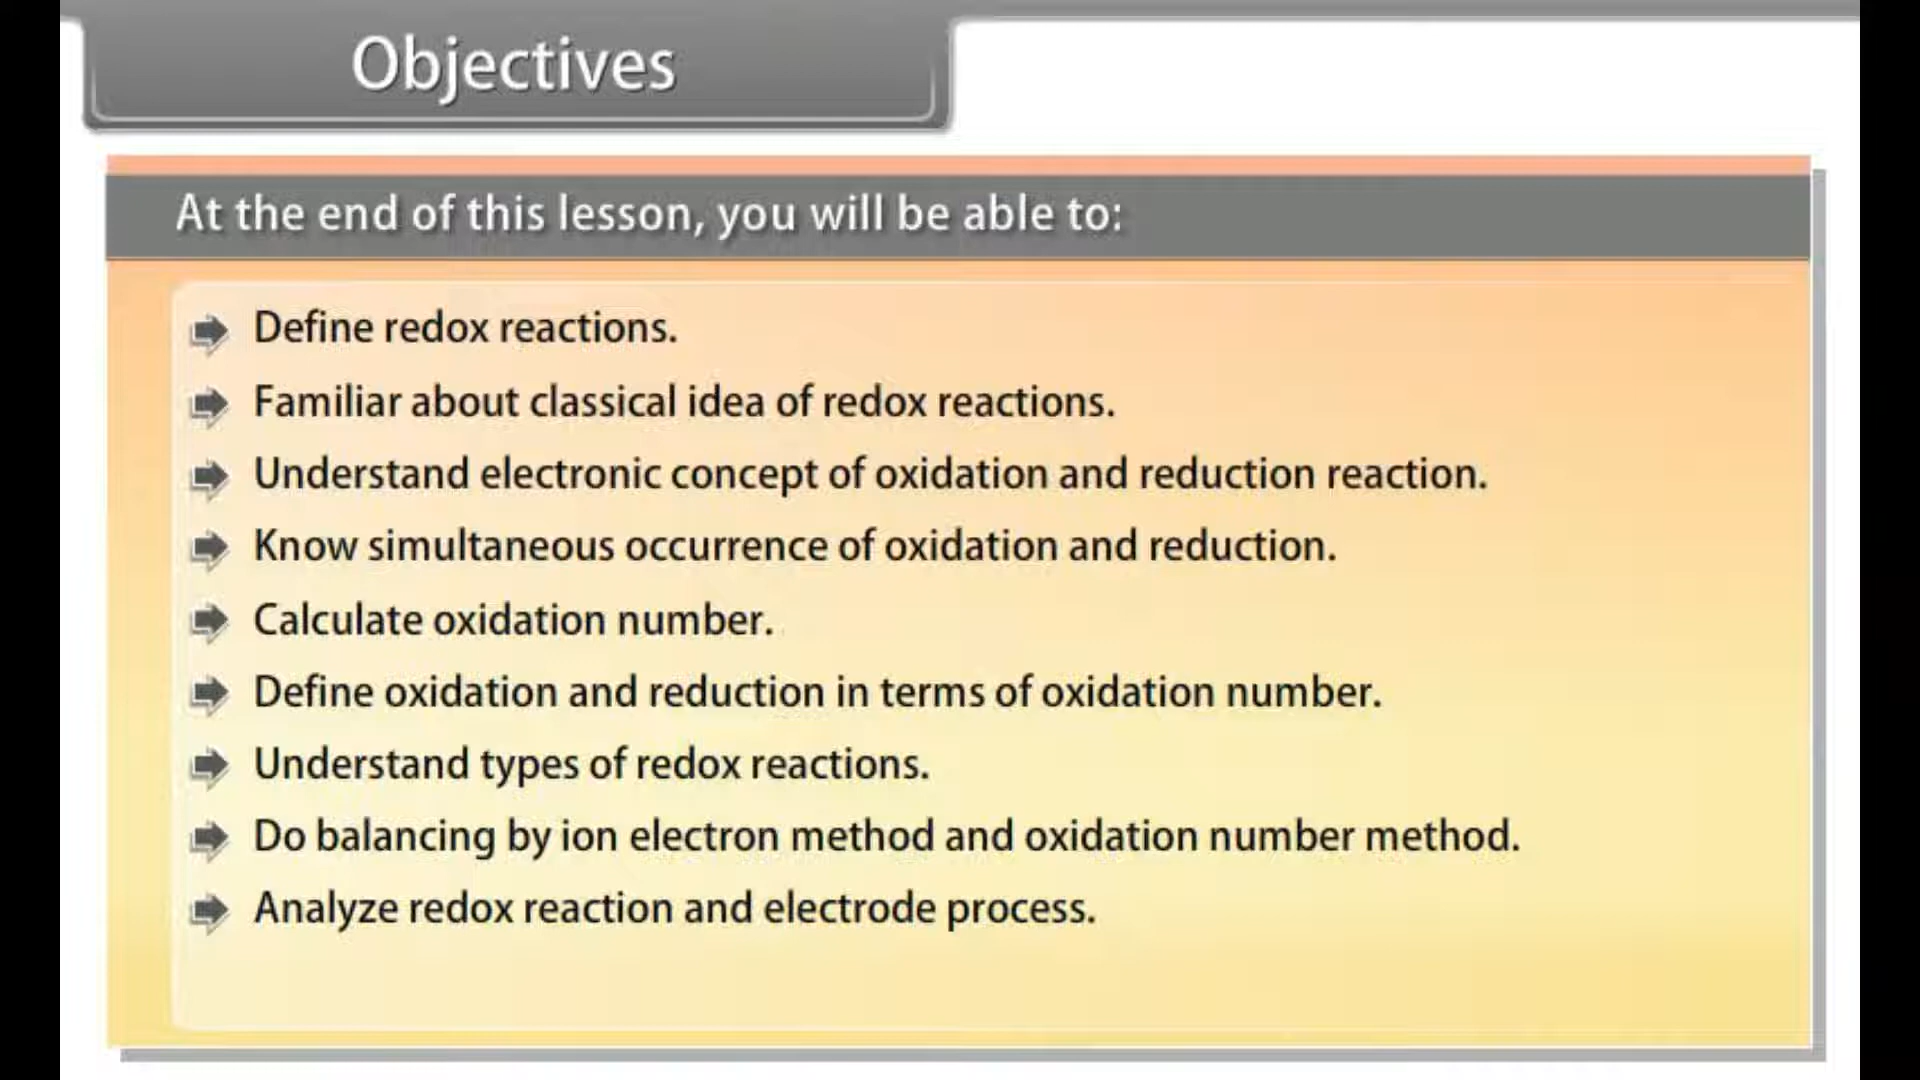 Objectives
At the end of this lesson, you will be able to:
Define redox reactions.
Familiar about classical idea of redox reactions.
Understand electronic concept of oxidation and reduction reaction.
Know simultaneous occurrence of oxidation and reduction.
Calculate oxidation number.
Define oxidation and reduction in terms of oxidation number.
Understand types of redox reactions.
Do balancing by ion electron method and oxidation number method.
Analyze redox reaction and electrode process.